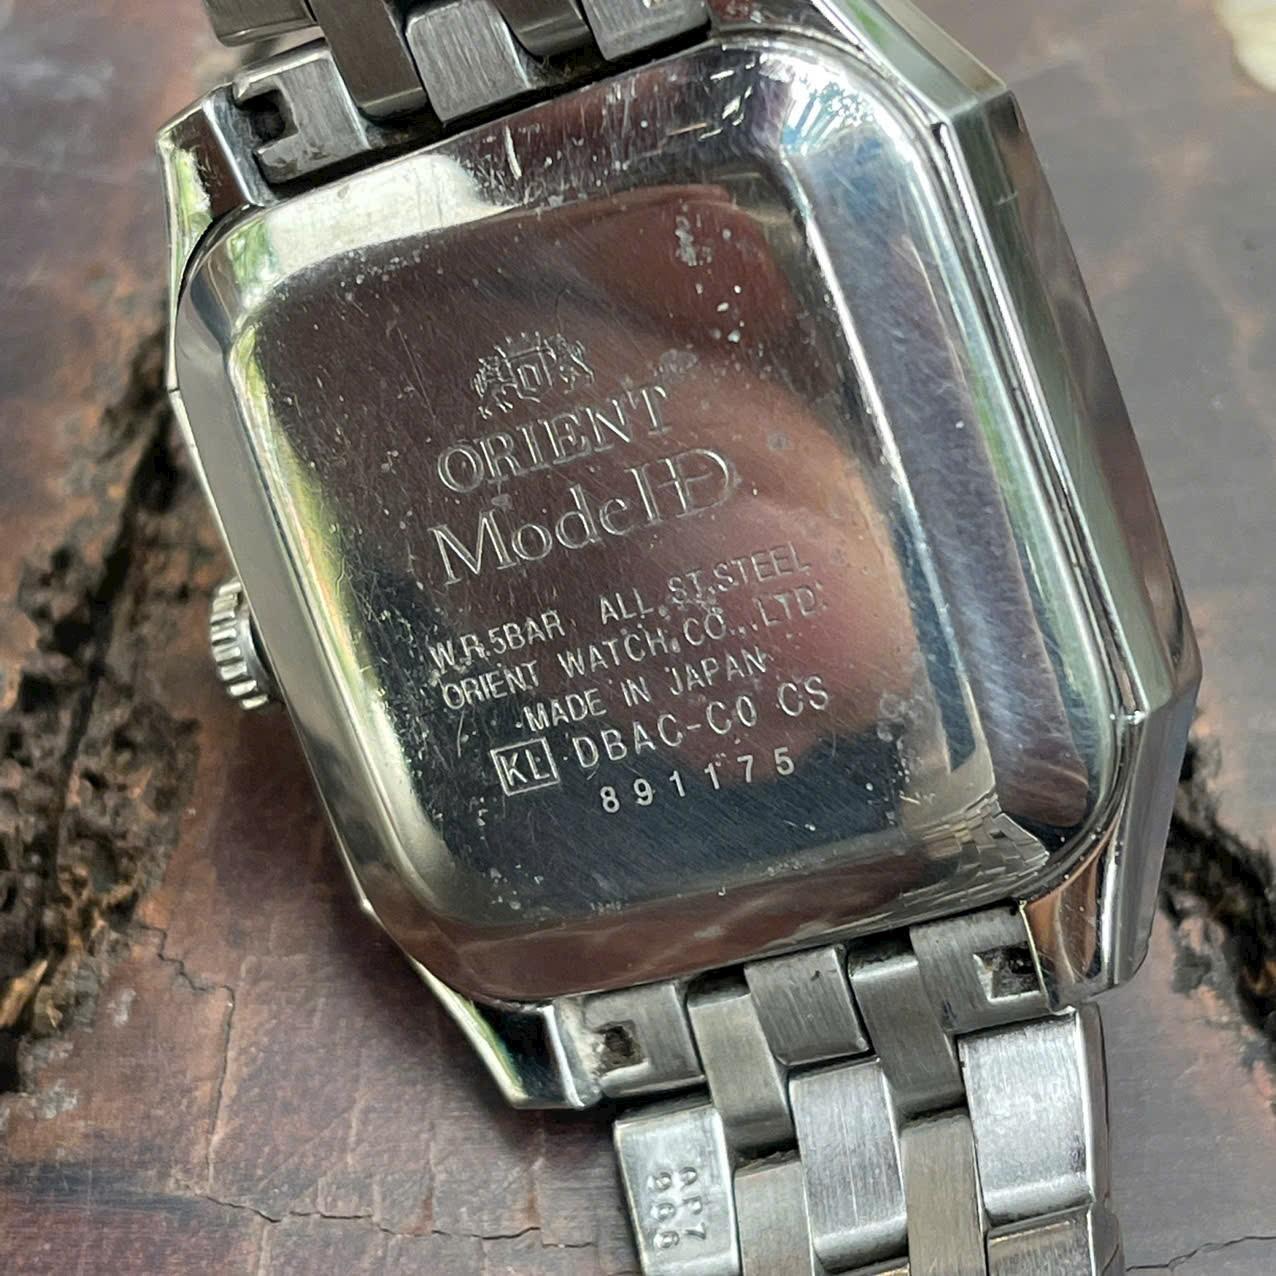 ORIENT
ModelD
W.R.5BAR ALL ST.STEEL
ORIENT WATCH CO., LTD.
MADE IN JAPAN
KL DBAC-C0 CS
891175